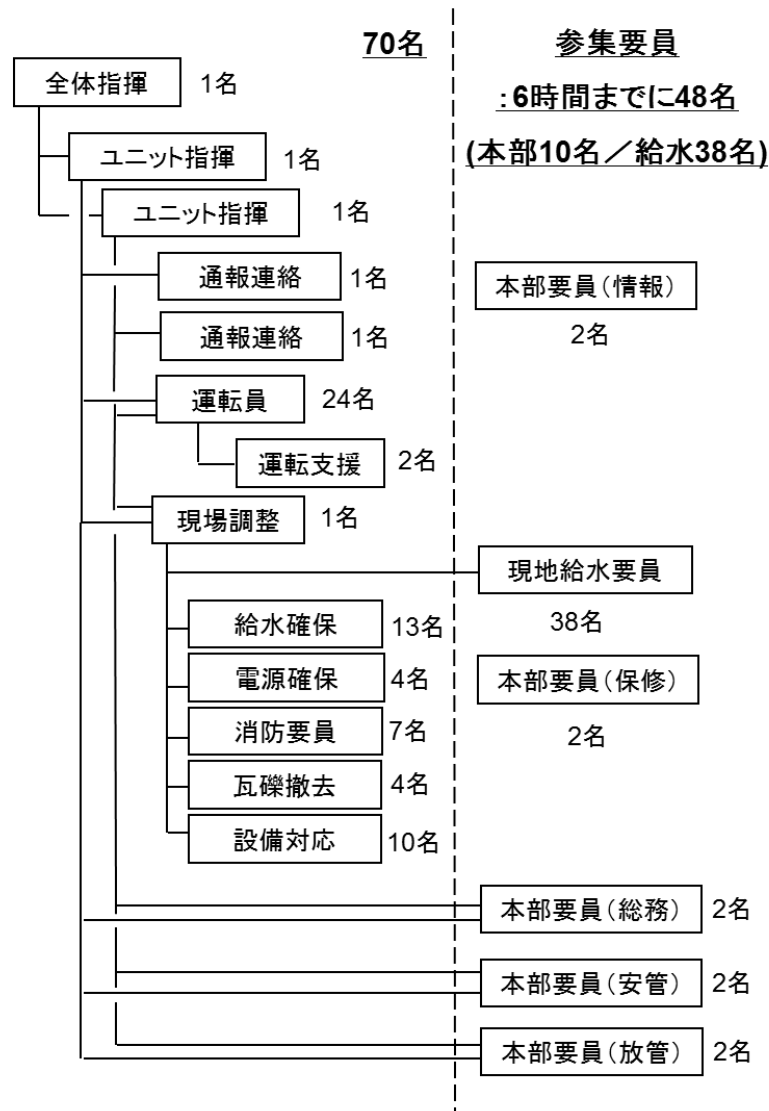 70名
参集要員
:6時間までに48名
(本部10名／給水38名)
全体指揮 1名
ユニット指揮 1名
ユニット指揮 1名
通報連絡 1名
本部要員(情報)
2名
通報連絡 1名
運転員 24名
運転支援 2名
現場調整 1名
現地給水要員
38名
給水確保 13名
電源確保 4名
本部要員(保修)
2名
消防要員 7名
瓦礫撤去 4名
設備対応 10名
本部要員(総務) 2名
本部要員(安管) 2名
本部要員(放管) 2名